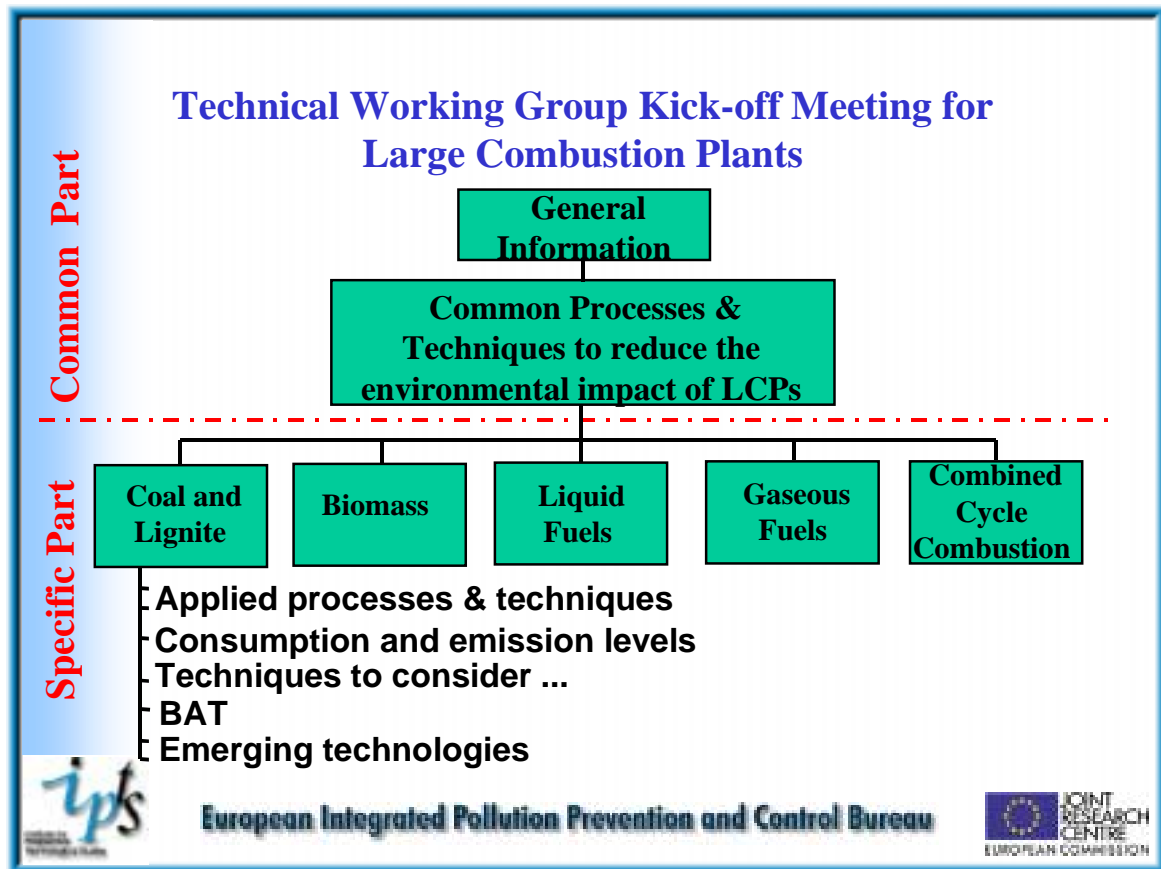 Technical Working Group Kick-off Meeting for
Large Combustion Plants
Common Part
General
Information
Common Processes &
Techniques to reduce the
environmental impact of LCPs
Specific Part
Coal and
Lignite
Biomass
Liquid
Fuels
Gaseous
Fuels
Combined
Cycle
Combustion
Applied processes & techniques
Consumption and emission levels
Techniques to consider ...
BAT
Emerging technologies
ipts
European Integrated Pollution Prevention and Control Bureau
JOINT
RESEARCH
CENTRE
EUROPEAN COMMISSION